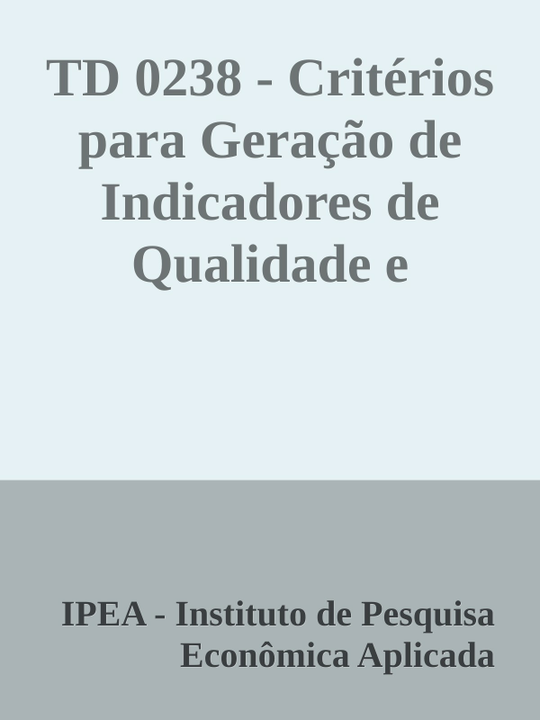 TD 0238 - Critérios
para Geração de
Indicadores de
Qualidade e
IPEA - Instituto de Pesquisa
Econômica Aplicada